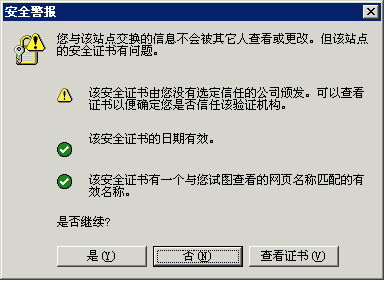 安全警报
您与该站点交换的信息不会被其它人查看或更改。但该站点
的安全证书有问题。
该安全证书由您没有选定信任的公司颁发。可以查看
证书以便确定您是否信任该验证机构。
该安全证书的日期有效。
该安全证书有一个与您试图查看的网页名称匹配的有
效名称。
是否继续?
是(Y)
否(N)
查看证书(V)